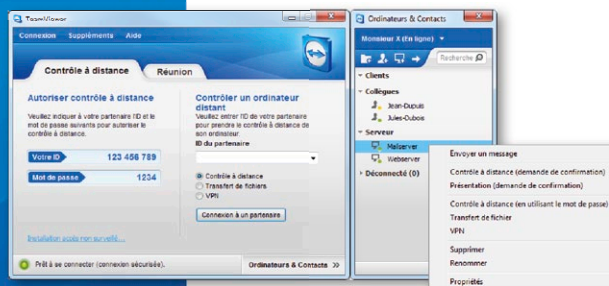 TeamViewer
Connexion Suppléments Aide
Contrôle à distance
Réunion
Autoriser contrôle à distance
Veuillez indiquer à votre partenaire l'ID et le
mot de passe suivants pour autoriser le
contrôle à distance.
Votre ID 123 456 789
Mot de passe 1234
Installation accès non surveillé...
Contrôler un ordinateur
distant
Veuillez entrer l'ID de votre partenaire
pour prendre le contrôle à distance de
son ordinateur.
ID du partenaire
Contrôle à distance
Transfert de fichiers
VPN
Connexion à un partenaire
Prêt à se connecter (connexion sécurisée).
Ordinateurs & Contacts >>
Ordinateurs & Contacts
Monsieur X (En ligne)
Recherche
Clients
Collègues
Jean-Dupuis
Jules-Dubois
Serveur
Mailserver
Webserver
Déconnecté (0)
Envoyer un message
Contrôle à distance (demande de confirmation)
Présentation (demande de confirmation)
Contrôle à distance (en utilisant le mot de passe)
Transfert de fichier
VPN
Supprimer
Renommer
Propriétés